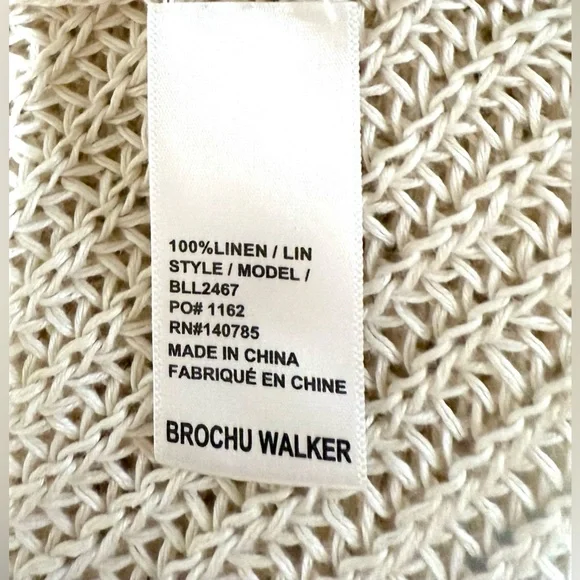 100%LINEN / LIN
STYLE / MODEL /
BLL2467
PO# 1162
RN#140785
MADE IN CHINA
FABRIQUÉ EN CHINE
BROCHU WALKER